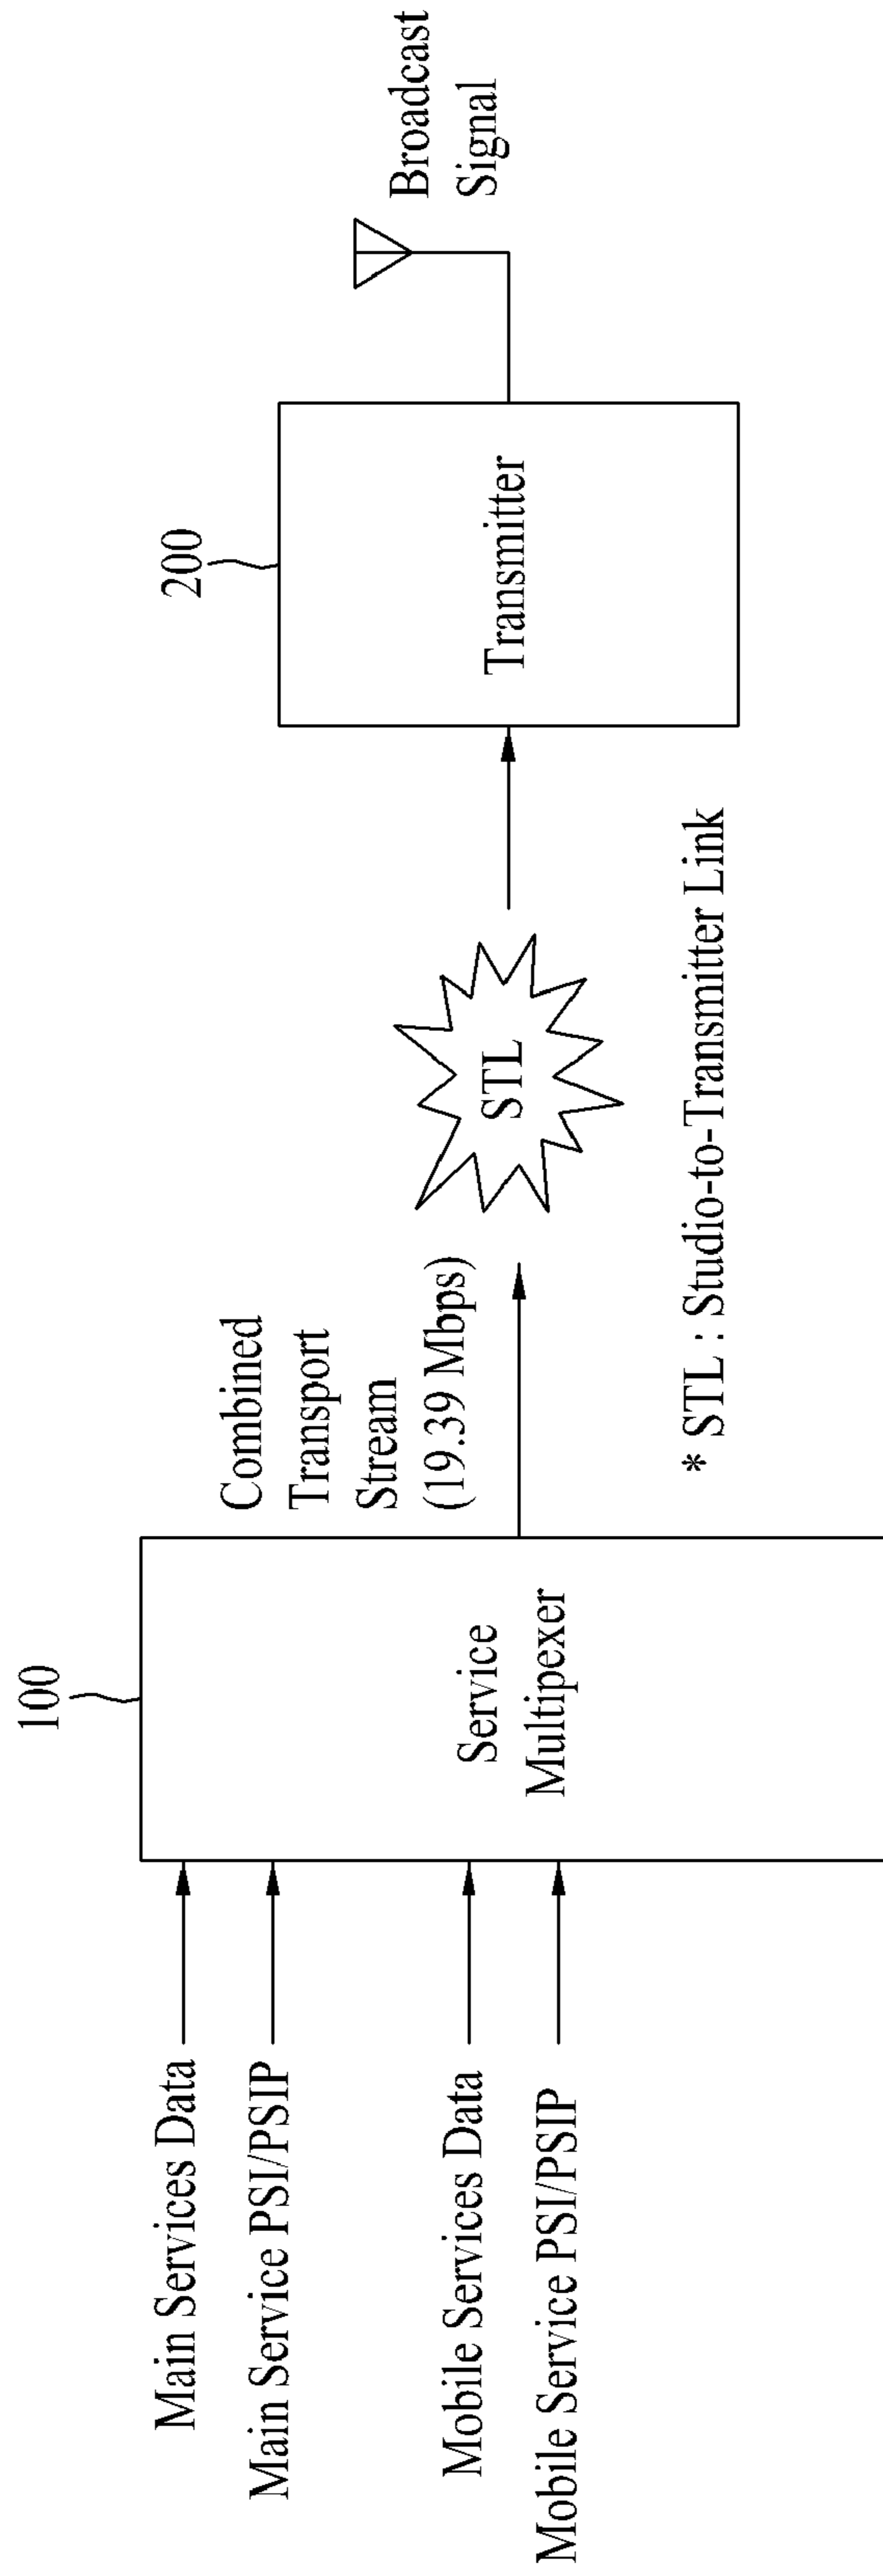 100
Main Services Data
Main Service PSI/PSIP
Mobile Services Data
Mobile Service PSI/PSIP
Service
Multipexer
Combined
Transport
Stream
(19.39 Mbps)
STL
* STL : Studio-to-Transmitter Link
200
Transmitter
Broadcast
Signal